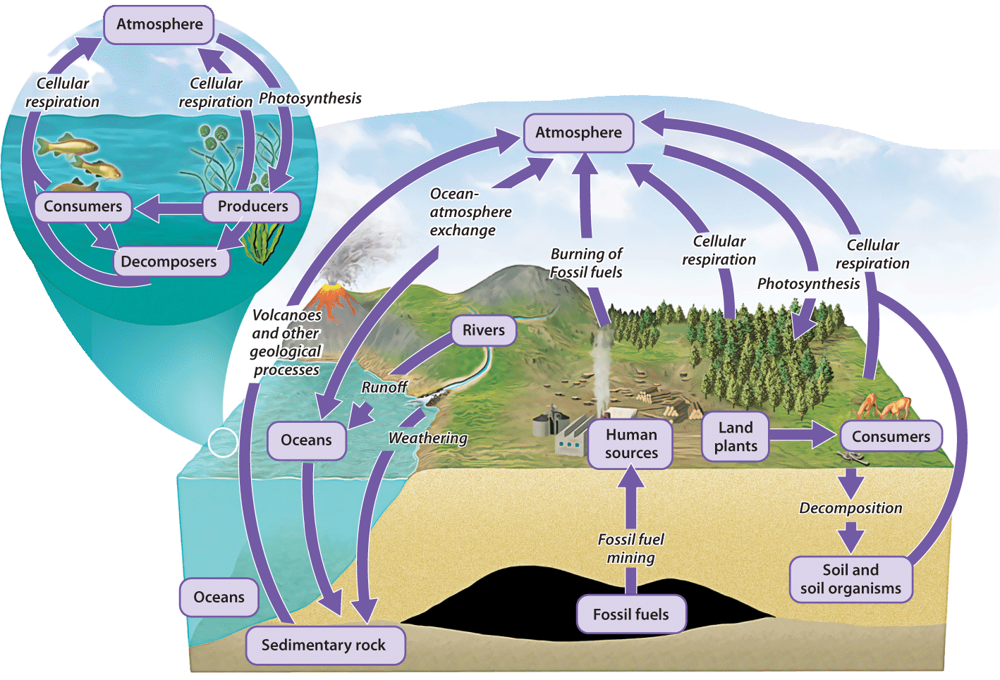 Atmosphere
Cellular
respiration
Cellular
respiration
Photosynthesis
Consumers
Producers
Decomposers
Atmosphere
Ocean-
atmosphere
exchange
Burning of
Fossil fuels
Cellular
respiration
Photosynthesis
Cellular
respiration
Volcanoes
and other
geological
processes
Rivers
Runoff
Oceans
Weathering
Human
sources
Land
plants
Consumers
Decomposition
Fossil fuel
mining
Soil and
soil organisms
Oceans
Fossil fuels
Sedimentary rock